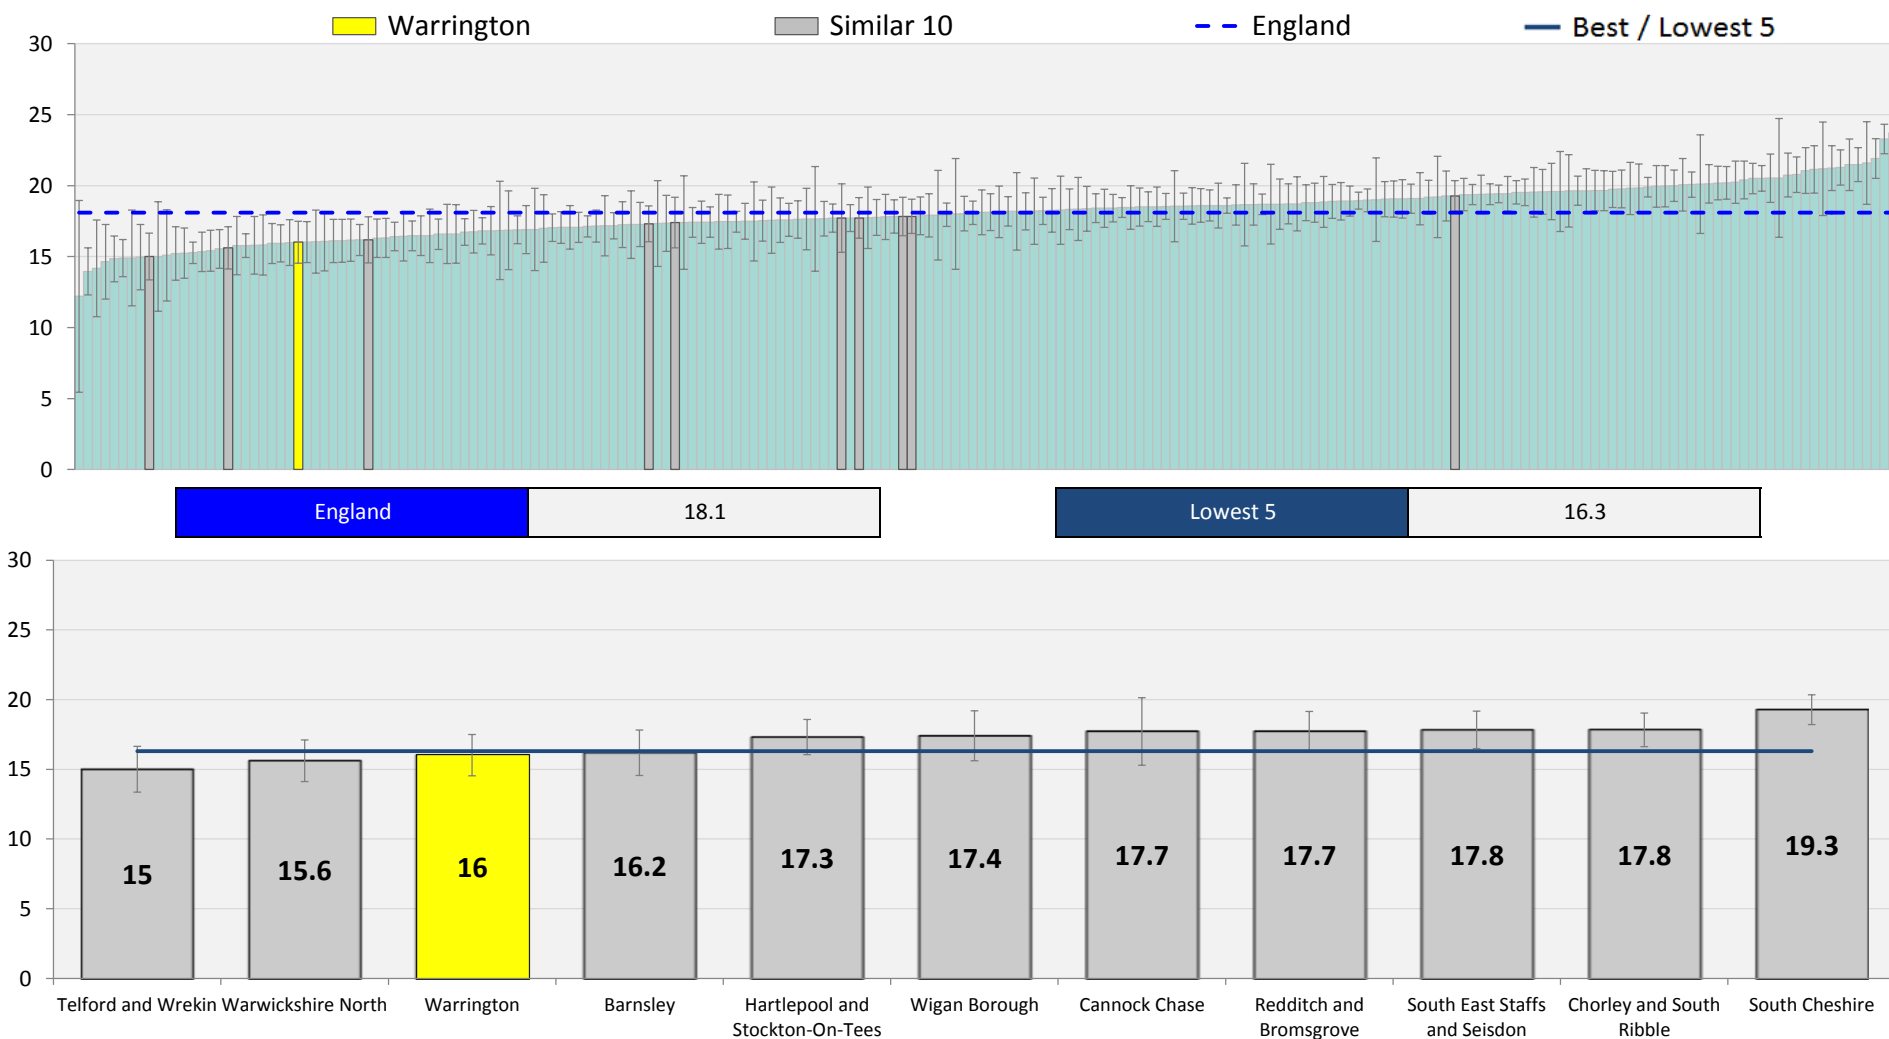 Warrington
Similar 10
England
Best / Lowest 5
30
25
20
15
10
5
0
England
18.1
Lowest 5
16.3
30
25
20
15
10
5
0
15
15.6
16
16.2
17.3
17.4
17.7
17.7
17.8
17.8
19.3
Telford and Wrekin
Warwickshire North
Warrington
Barnsley
Hartlepool and
Stockton-On-Tees
Wigan Borough
Cannock Chase
Redditch and
Bromsgrove
South East Staffs
and Seisdon
Chorley and South
Ribble
South Cheshire